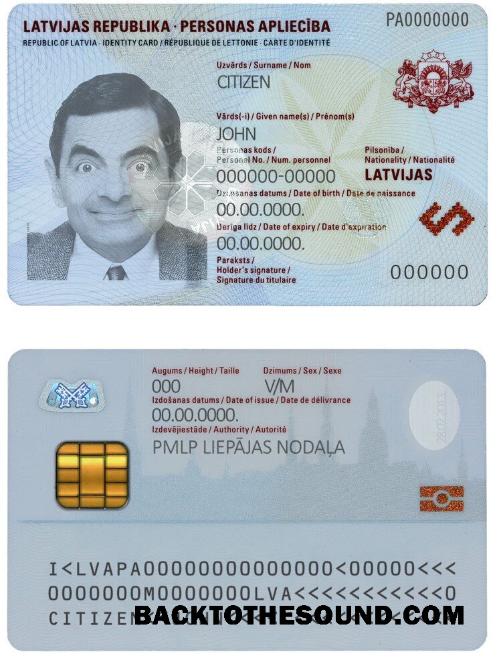 LATVIJAS REPUBLIKA · PERSONAS APLIECĪBA
PA0000000
REPUBLIC OF LATVIA · IDENTITY CARD / RÉPUBLIQUE DE LETTONIE · CARTE D'IDENTITÉ
Uzvārds / Surname / Nom
CITIZEN
Vārds(-i) / Given name(s) / Prénom(s)
JOHN
Personas kods /
Personal No. / Num. personnel
000000-00000
Pilsonība /
Nationality / Nationalité
LATVIJAS
Dzimšanas datums / Date of birth / Date de naissance
00.00.0000.
Derīga līdz / Date of expiry / Date d'expiration
00.00.0000.
Paraksts /
Holder's signature /
Signature du titulaire
000000
Augums / Height / Taille
000
Dzimums / Sex / Sexe
V/M
Izdošanas datums / Date of issue / Date de délivrance
00.00.0000.
Izdevējiestāde / Authority / Autorité
PMLP LIEPĀJAS NODAĻA
I<LVAPA0000000000000000<00000<<<
0000000M0000000LVA<<<<<<<<<<<0
CITIZEN
BACKTOTHESOUND.COM